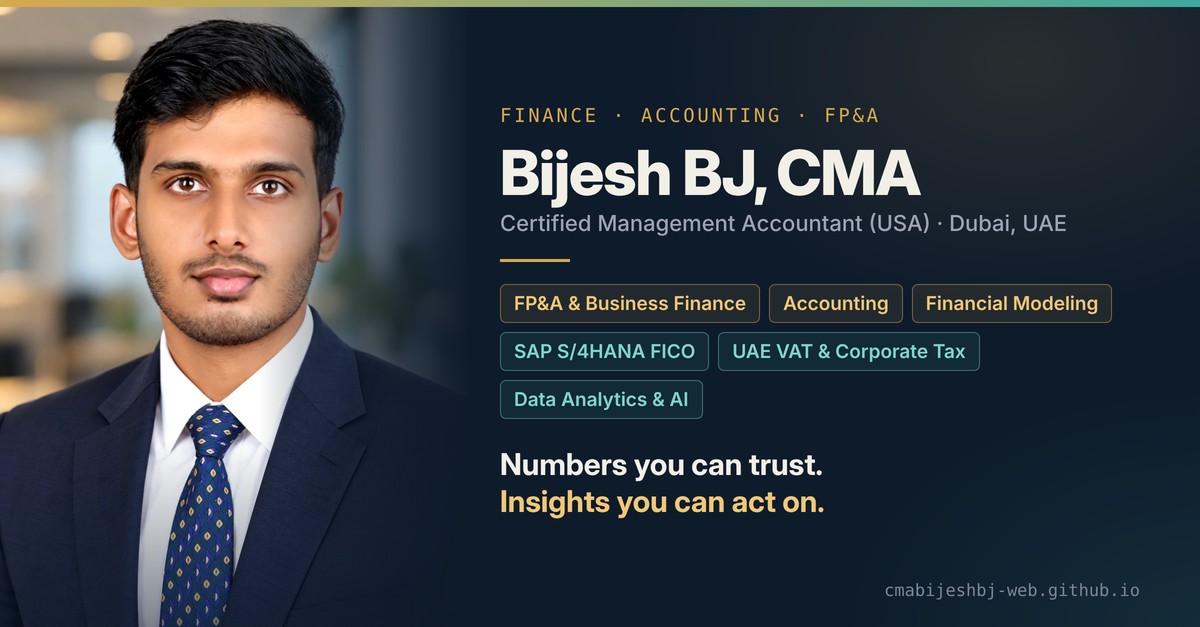 FINANCE · ACCOUNTING · FP&A
Bijesh BJ, CMA
Certified Management Accountant (USA) · Dubai, UAE
FP&A & Business Finance Accounting Financial Modeling
SAP S/4HANA FICO UAE VAT & Corporate Tax
Data Analytics & AI
Numbers you can trust.
Insights you can act on.
cmabijeshbj-web.github.io